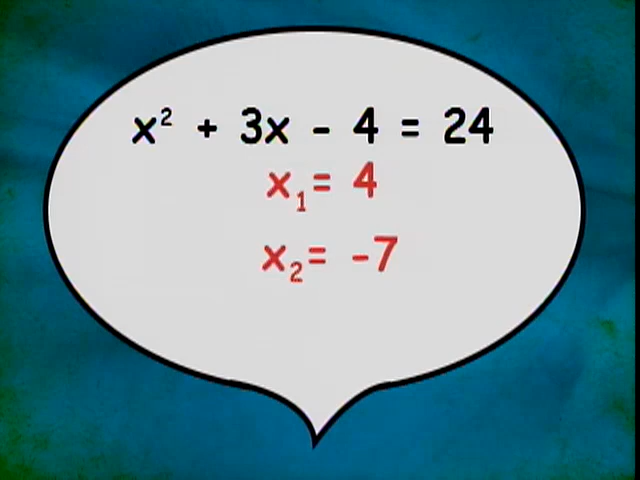 x² + 3x - 4 = 24
x₁ = 4
x₂ = -7